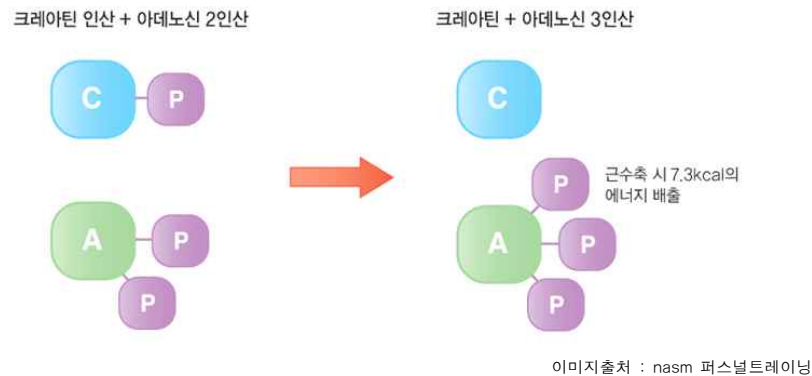 크레아틴 인산 + 아데노신 2인산
크레아틴 + 아데노신 3인산
C
P
C
A
P
P
A
P
P
P
근수축 시 7.3kcal의
에너지 배출
이미지출처 : nasm 퍼스널트레이닝